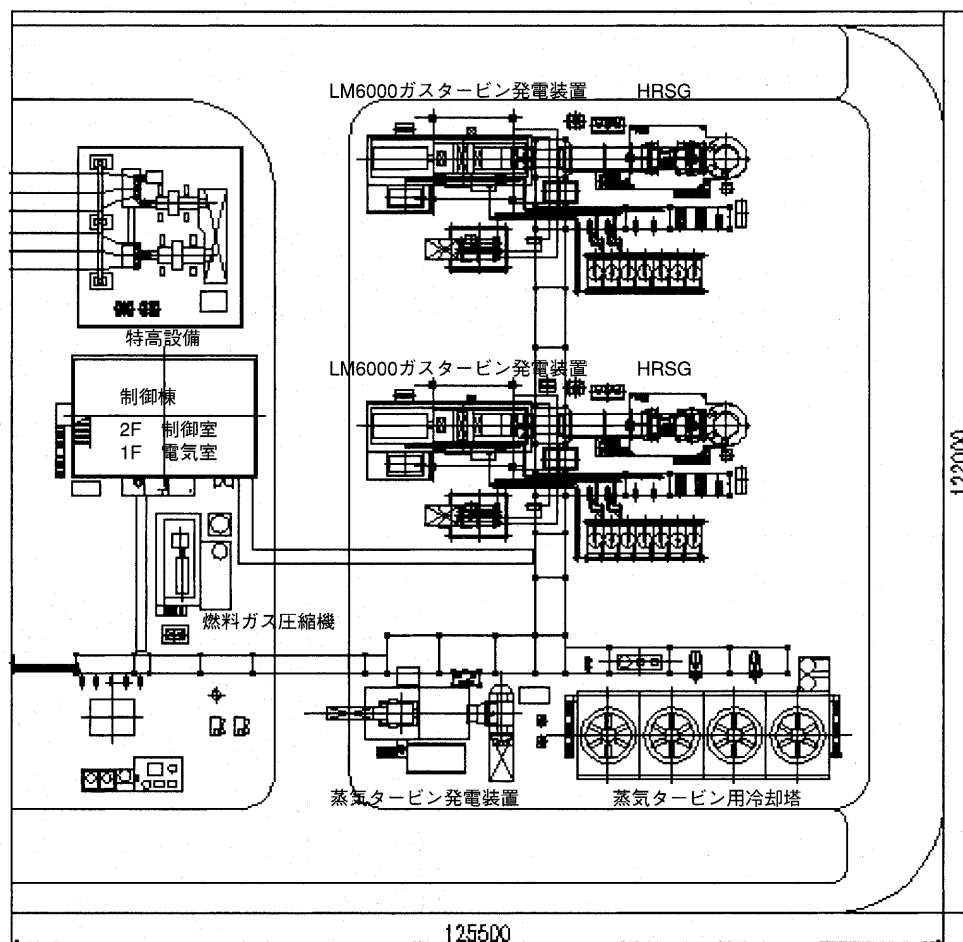 LM6000ガスタービン発電装置 HRSG
特高設備
LM6000ガスタービン発電装置 HRSG
制御棟
2F 制御室
1F 電気室
122000
燃料ガス圧縮機
蒸気タービン発電装置 蒸気タービン用冷却塔
125500